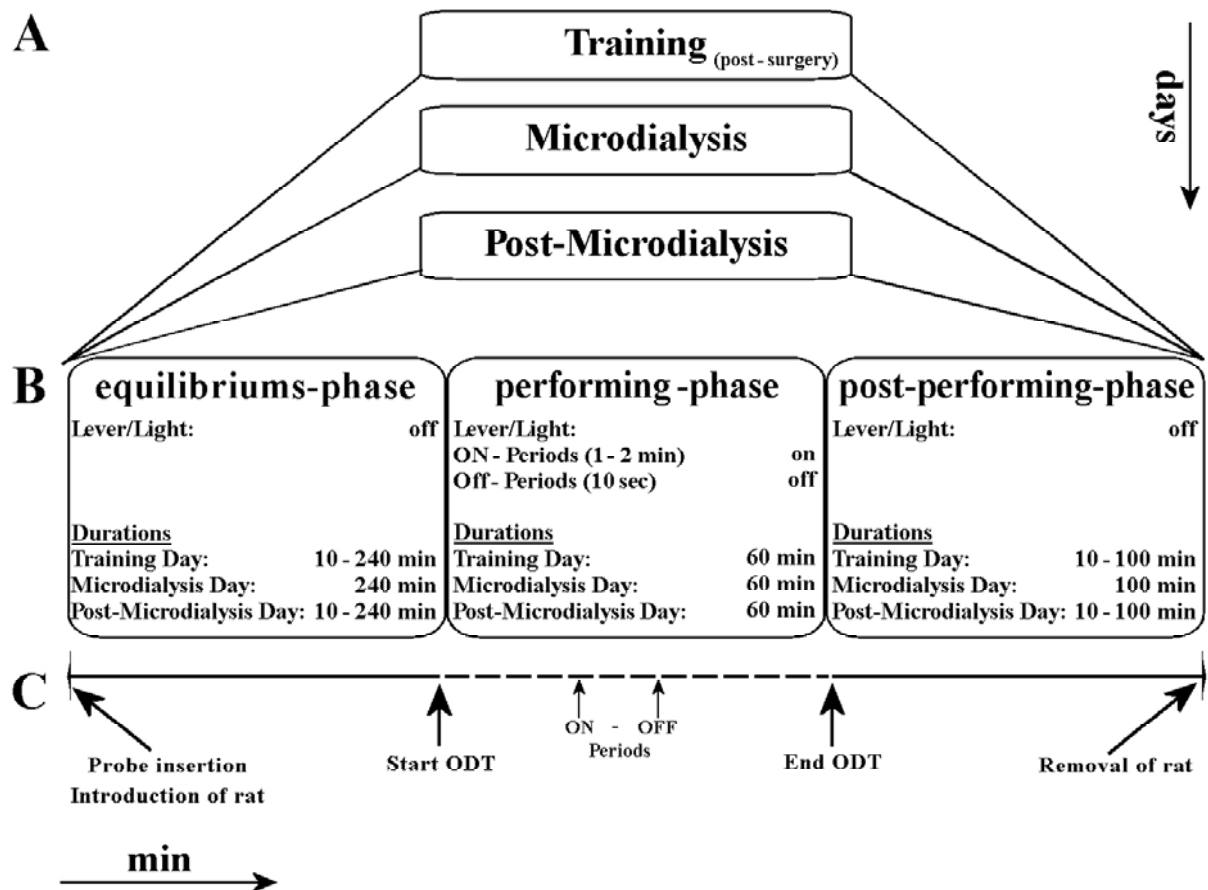 A
Training (post-surgery)
days
Microdialysis
Post-Microdialysis
B
equilibriums-phase
Lever/Light: off
Durations
Training Day: 10-240 min
Microdialysis Day: 240 min
Post-Microdialysis Day: 10-240 min
performing-phase
Lever/Light:
ON- Periods (1-2 min) on
Off- Periods (10 sec) off
Durations
Training Day: 60 min
Microdialysis Day: 60 min
Post-Microdialysis Day: 60 min
post-performing-phase
Lever/Light: off
Durations
Training Day: 10-100 min
Microdialysis Day: 100 min
Post-Microdialysis Day: 10-100 min
C
Probe insertion
Introduction of rat
Start ODT
ON - OFF
Periods
End ODT
Removal of rat
min